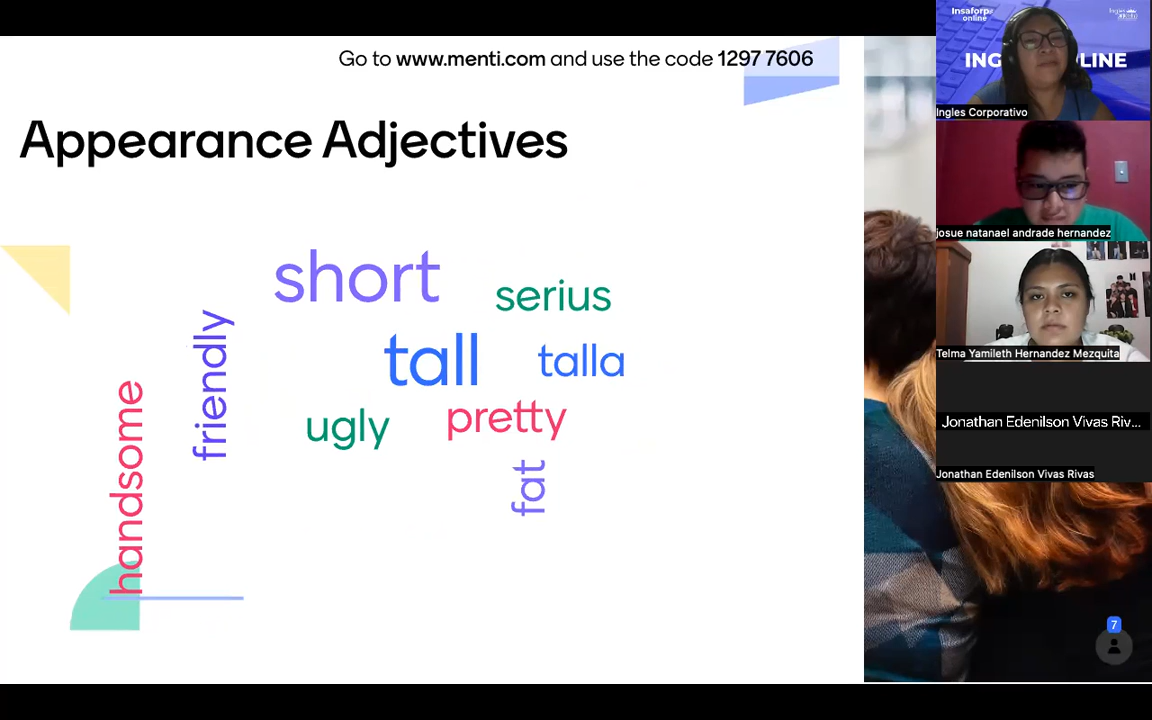 Go to www.menti.com and use the code 1297 7606
Appearance Adjectives
short
serius
friendly
tall
talla
handsome
ugly
pretty
fat
Insaforp
online
ING
LINE
Ingles Corporativo
josue natanael andrade hernandez
Telma Yamileth Hernandez Mezquita
Jonathan Edenilson Vivas Riv...
Jonathan Edenilson Vivas Rivas
7